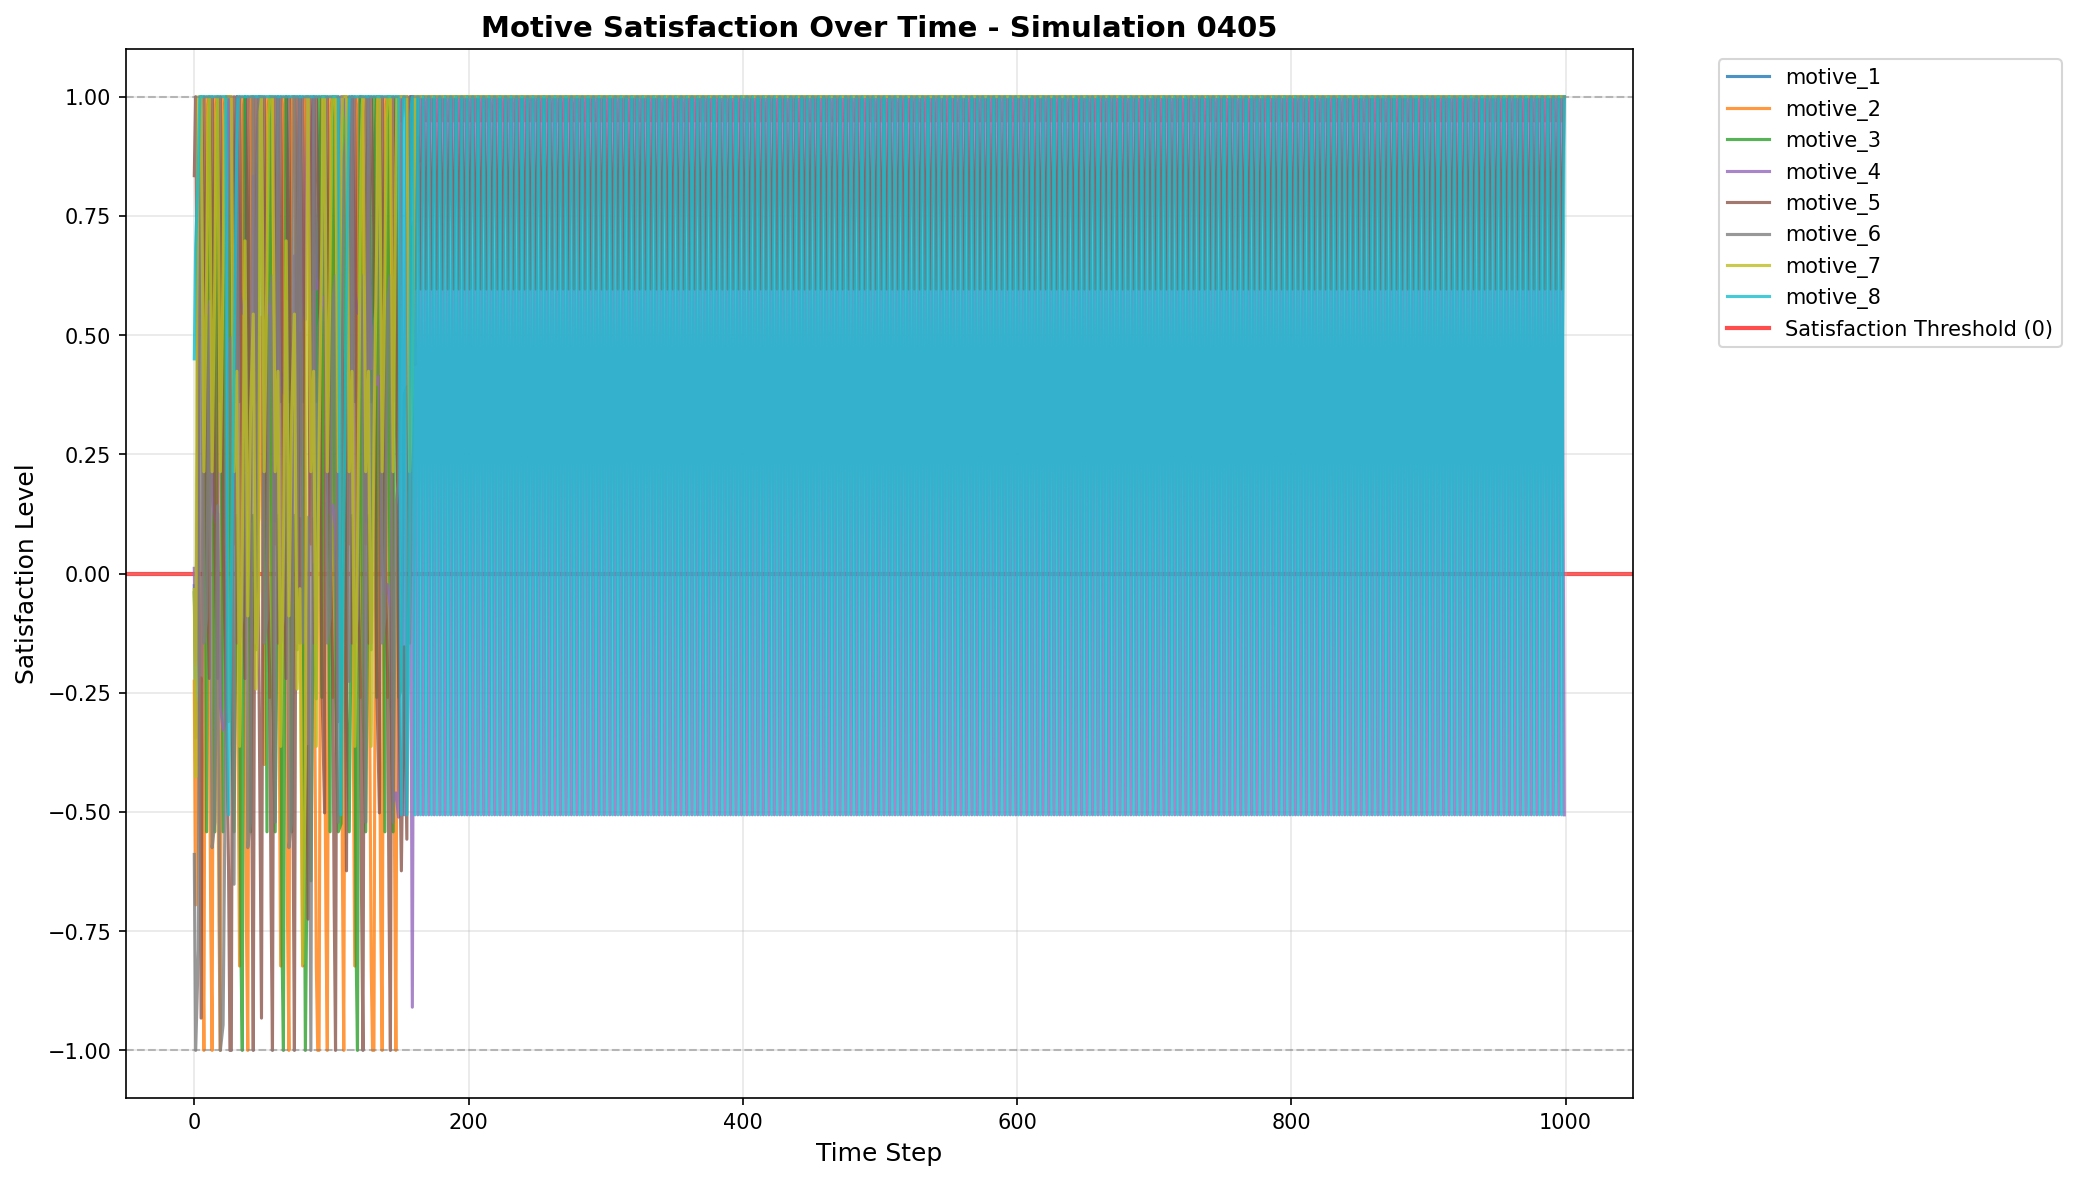 Motive Satisfaction Over Time - Simulation 0405
1.00
0.75
0.50
0.25
0.00
−0.25
−0.50
−0.75
−1.00
Satisfaction Level
0
200
400
600
800
1000
Time Step
motive_1
motive_2
motive_3
motive_4
motive_5
motive_6
motive_7
motive_8
Satisfaction Threshold (0)